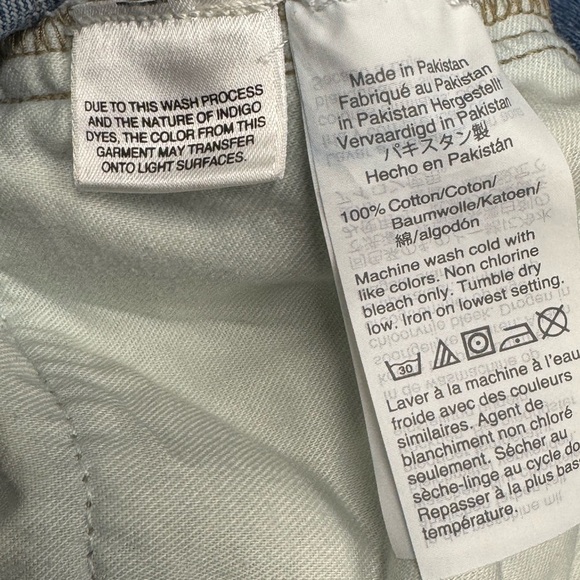 DUE TO THIS WASH PROCESS
AND THE NATURE OF INDIGO
DYES, THE COLOR FROM THIS
GARMENT MAY TRANSFER
ONTO LIGHT SURFACES.
Made in Pakistan
Fabriqué au Pakistan
in Pakistan Hergestellt
Vervaardigd in Pakistan
パキスタン製
Hecho en Pakistán
100% Cotton/Coton/
Baumwolle/Katoen/
綿/algodón
Machine wash cold with
like colors. Non chlorine
bleach only. Tumble dry
low. Iron on lowest setting.
30
Laver à la machine à l'eau
froide avec des couleurs
similaires. Agent de
blanchiment non chloré
seulement. Sécher au
sèche-linge au cycle
Repasser à la plus
température.